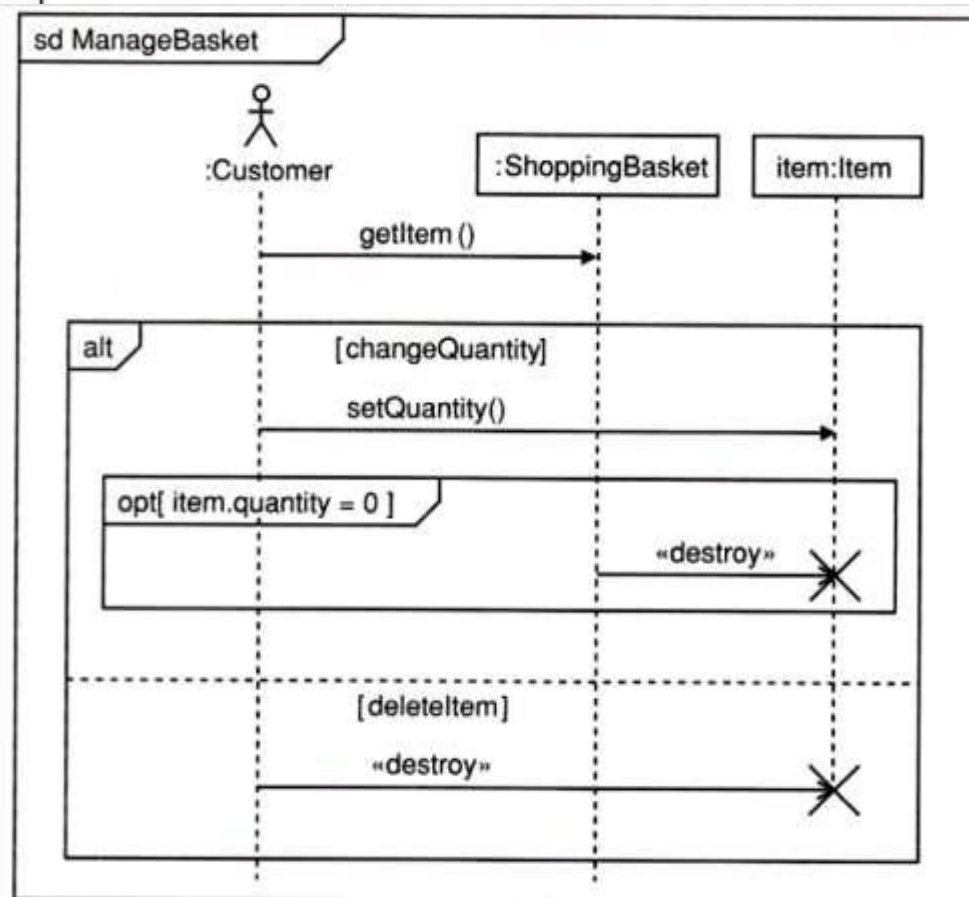 sd ManageBasket
:Customer
:ShoppingBasket
item:Item
getItem ()
alt
[changeQuantity]
setQuantity()
opt[ item.quantity = 0 ]
«destroy»
[deleteItem]
«destroy»